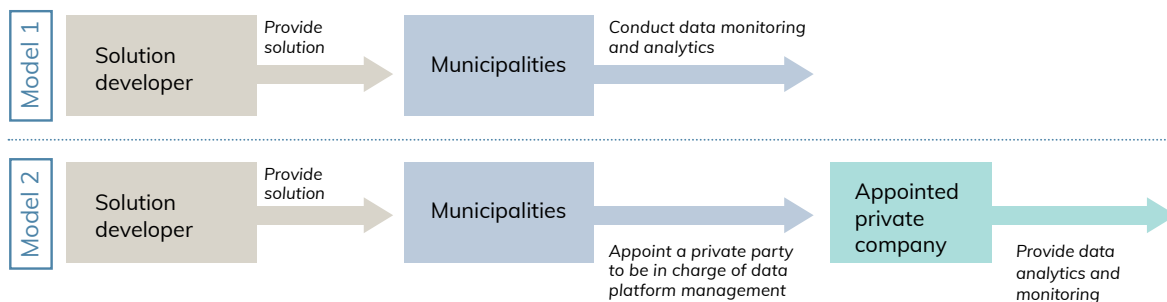 Model 1
Solution
developer
Provide
solution
Municipalities
Conduct data monitoring
and analytics
Model 2
Solution
developer
Provide
solution
Municipalities
Appoint a private party
to be in charge of data
platform management
Appointed
private
company
Provide data
analytics and
monitoring